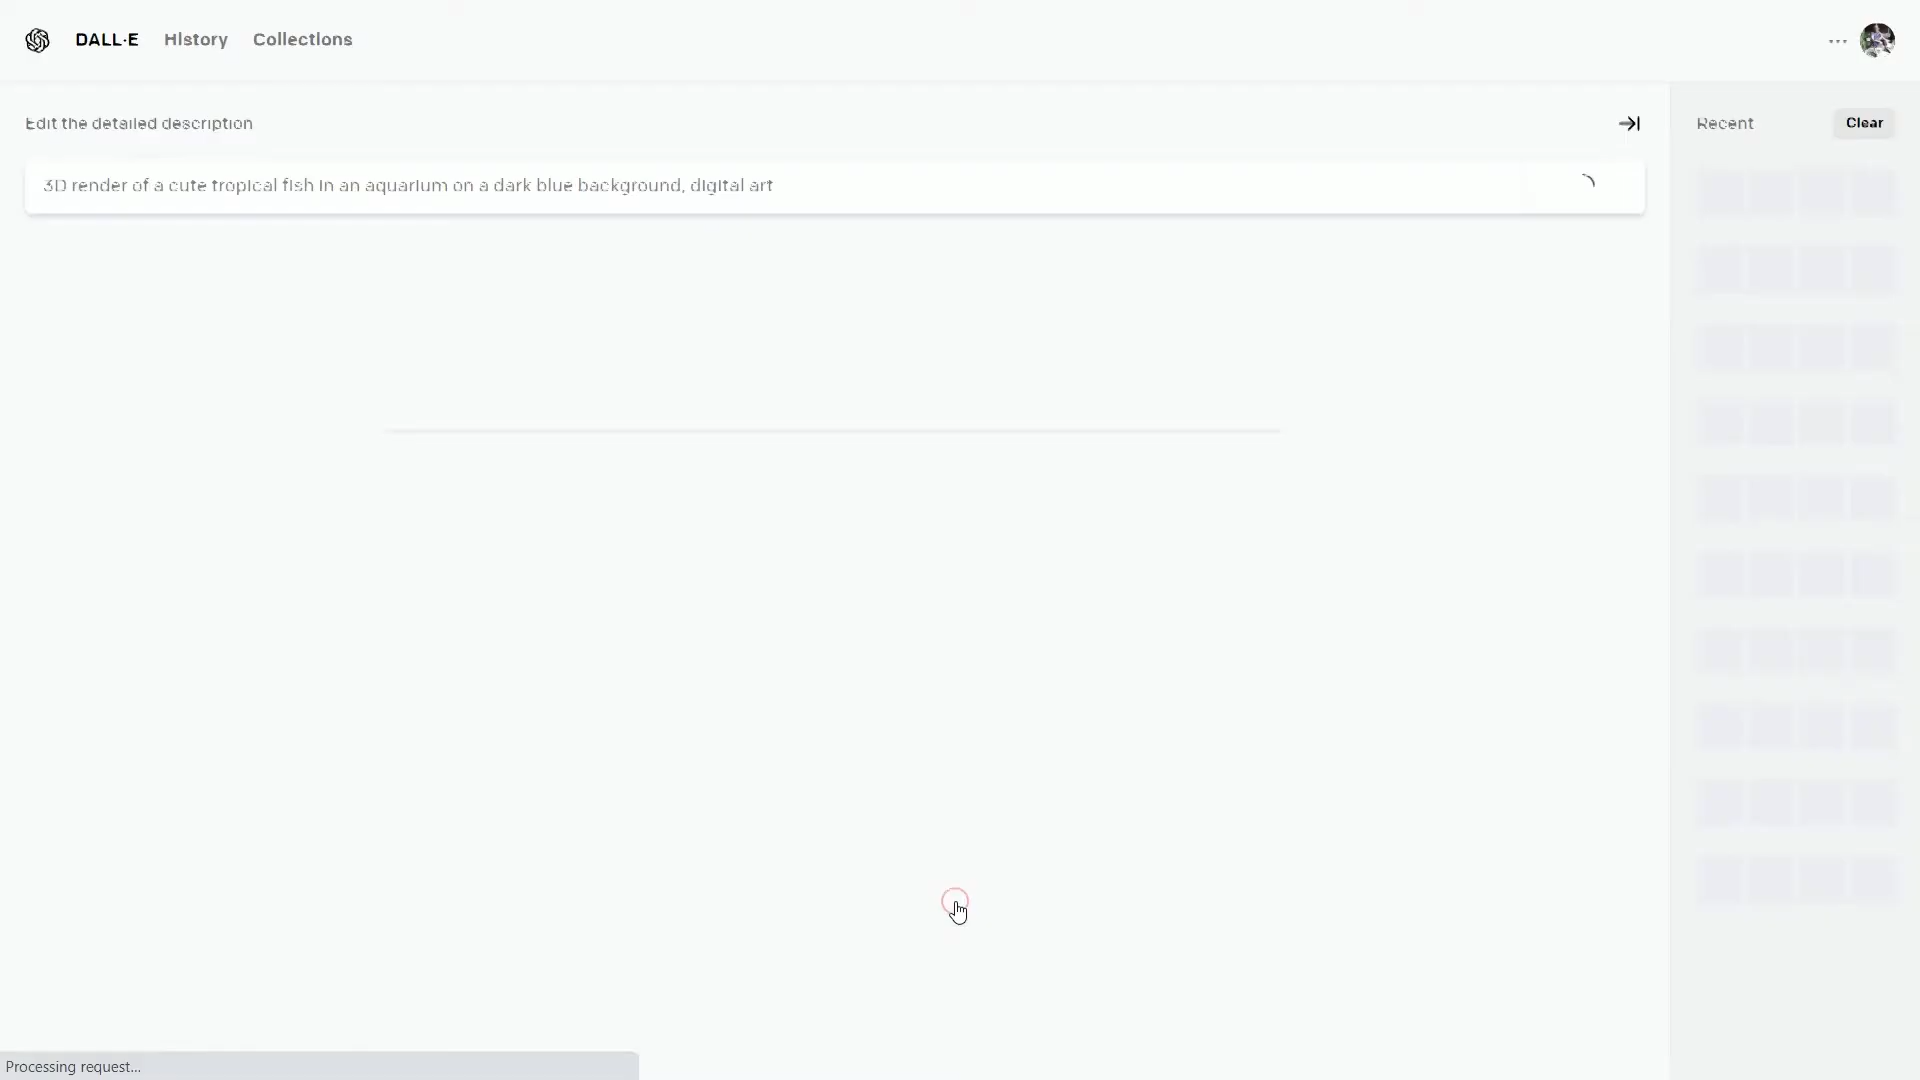 DALL·E History Collections
Edit the detailed description
Recent Clear
3D render of a cute tropical fish in an aquarium on a dark blue background, digital art
Processing request...